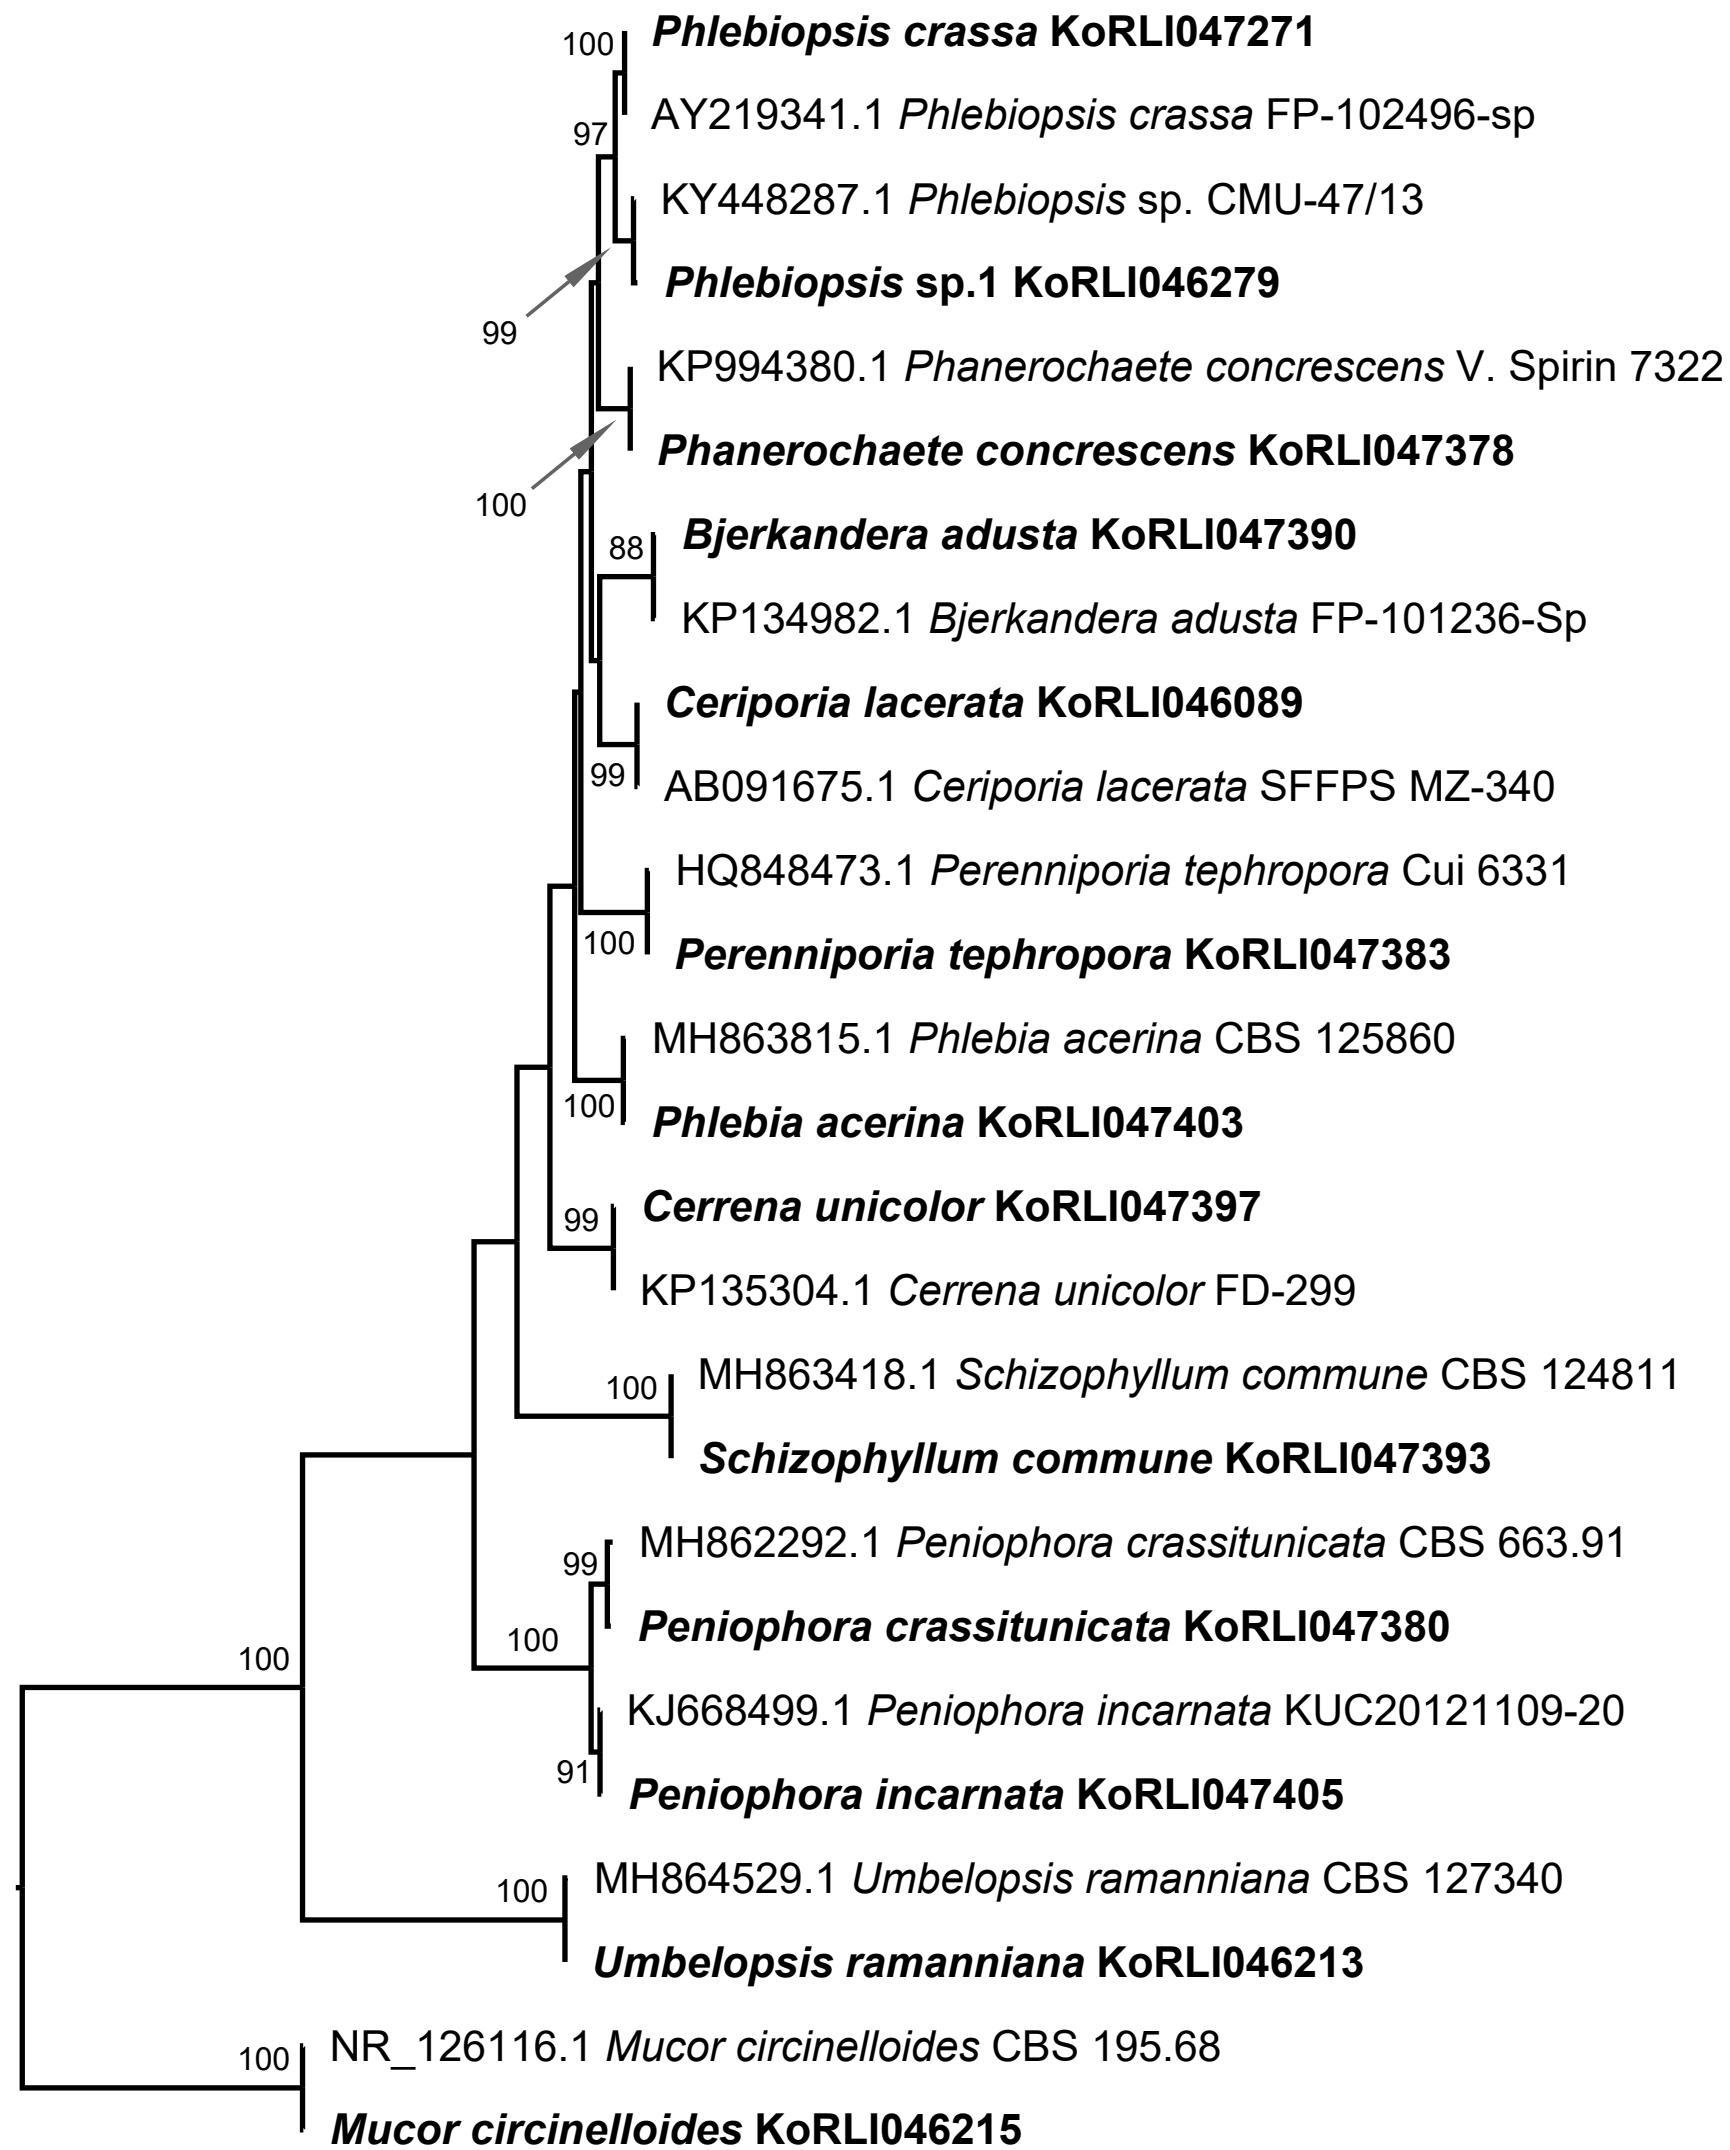 100
Phlebiopsis crassa KoRLI047271
AY219341.1 Phlebiopsis crassa FP-102496-sp
97
KY448287.1 Phlebiopsis sp. CMU-47/13
Phlebiopsis sp.1 KoRLI046279
99
KP994380.1 Phanerochaete concrescens V. Spirin 7322
Phanerochaete concrescens KoRLI047378
100
88
Bjerkandera adusta KoRLI047390
KP134982.1 Bjerkandera adusta FP-101236-Sp
Ceriporia lacerata KoRLI046089
99
AB091675.1 Ceriporia lacerata SFFPS MZ-340
HQ848473.1 Perenniporia tephropora Cui 6331
100
Perenniporia tephropora KoRLI047383
MH863815.1 Phlebia acerina CBS 125860
100
Phlebia acerina KoRLI047403
99
Cerrena unicolor KoRLI047397
KP135304.1 Cerrena unicolor FD-299
100
MH863418.1 Schizophyllum commune CBS 124811
Schizophyllum commune KoRLI047393
99
MH862292.1 Peniophora crassitunicata CBS 663.91
Peniophora crassitunicata KoRLI047380
100
100
KJ668499.1 Peniophora incarnata KUC20121109-20
91
Peniophora incarnata KoRLI047405
100
MH864529.1 Umbelopsis ramanniana CBS 127340
Umbelopsis ramanniana KoRLI046213
100
NR_126116.1 Mucor circinelloides CBS 195.68
Mucor circinelloides KoRLI046215